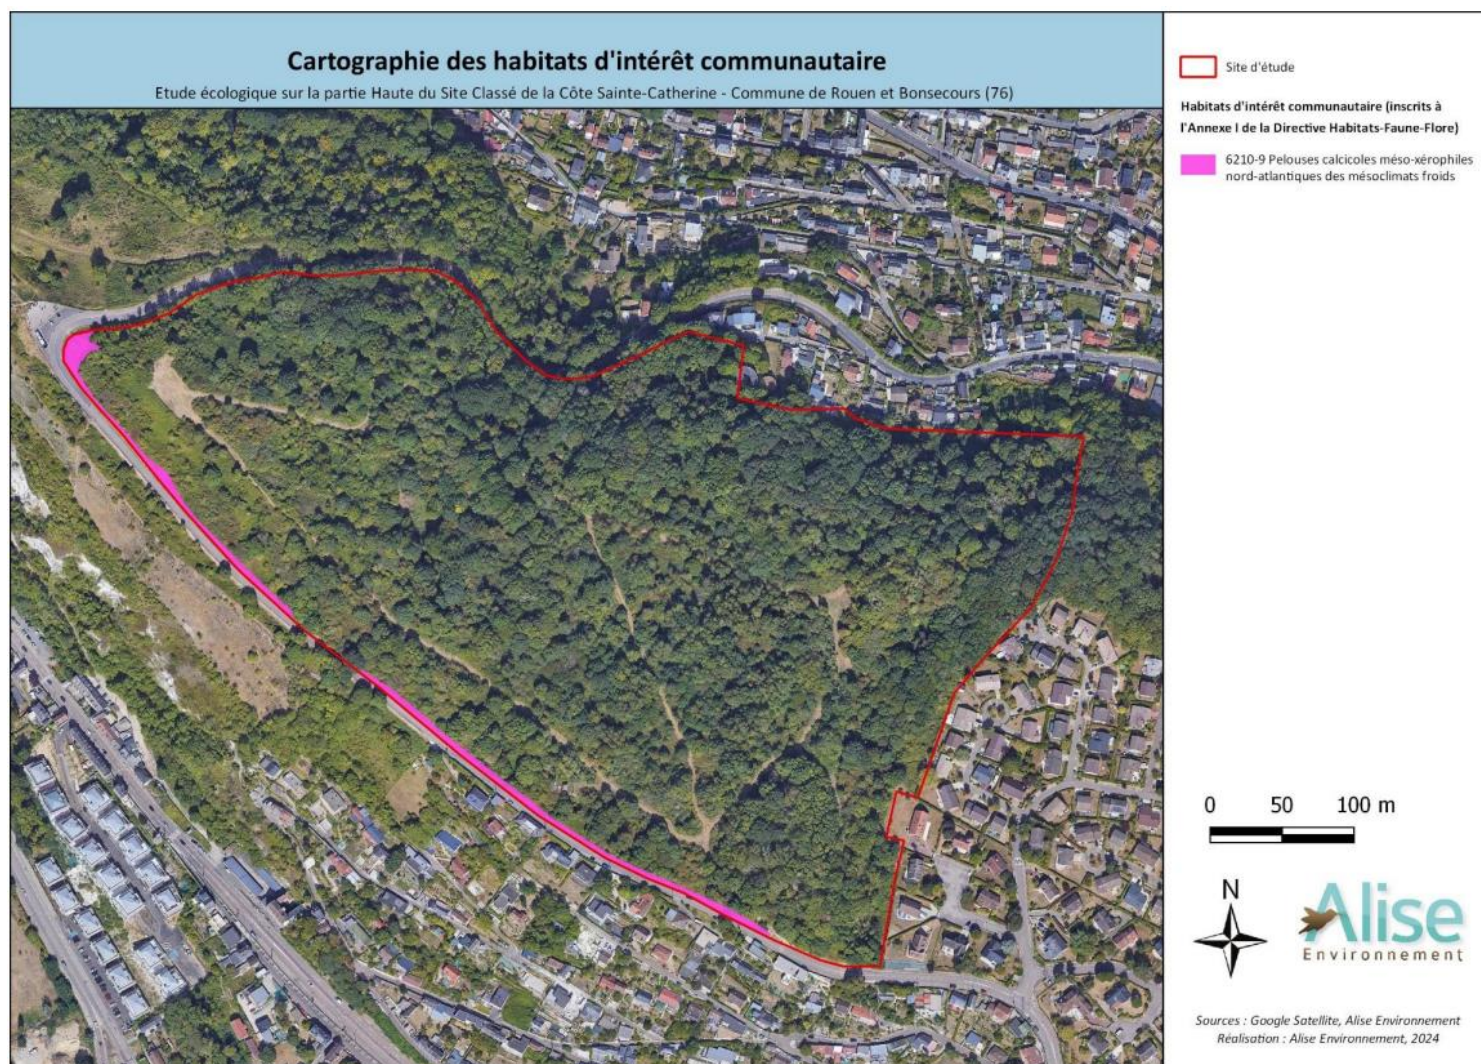 Cartographie des habitats d'intérêt communautaire
Etude écologique sur la partie Haute du Site Classé de la Côte Sainte-Catherine - Commune de Rouen et Bonsecours (76)
Site d'étude
Habitats d'intérêt communautaire (inscrits à
l'Annexe I de la Directive Habitats-Faune-Flore)
6210-9 Pelouses calcicoles méso-xérophiles
nord-atlantiques des mésoclimats froids
0 50 100 m
N
Alise
Environnement
Sources : Google Satellite, Alise Environnement
Réalisation : Alise Environnement, 2024